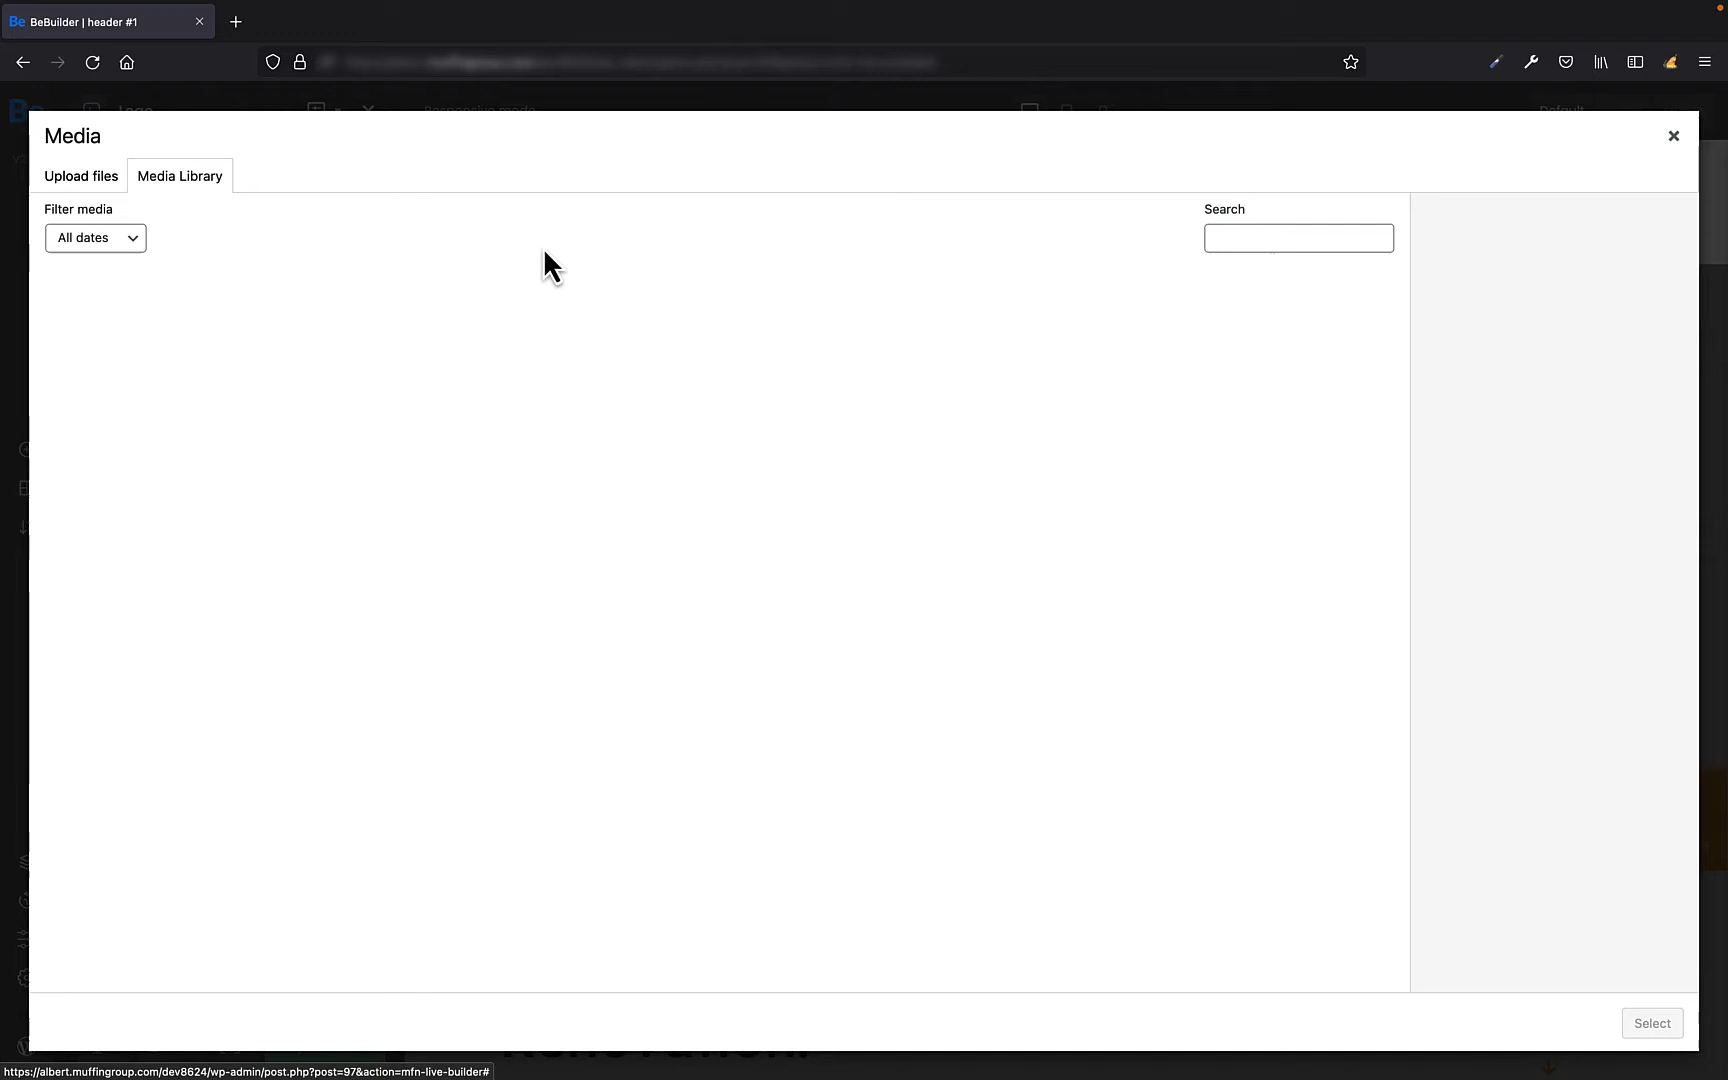 Be BeBuilder | header #1
Media
Upload files Media Library
Filter media Search
All dates
Select
https://albert.muffingroup.com/dev8624/wp-admin/post.php?post=97&action=mfn-live-builder#